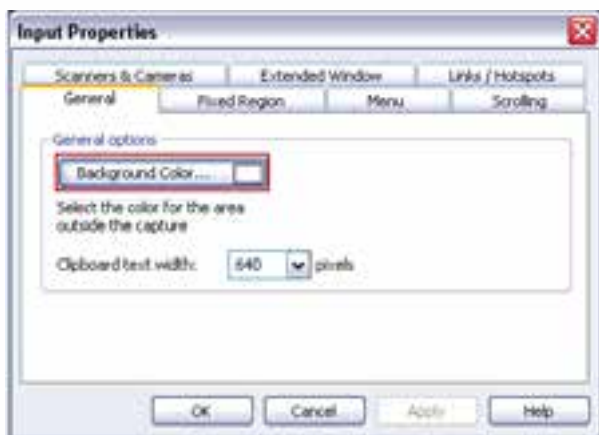 Input Properties
Scanners & Cameras Extended Window Links / Hotspots
General Fixed Region Menu Scrolling
General options
Background Color...
Select the color for the area
outside the capture
Clipboard text width: 640 pixels
OK Cancel Apply Help